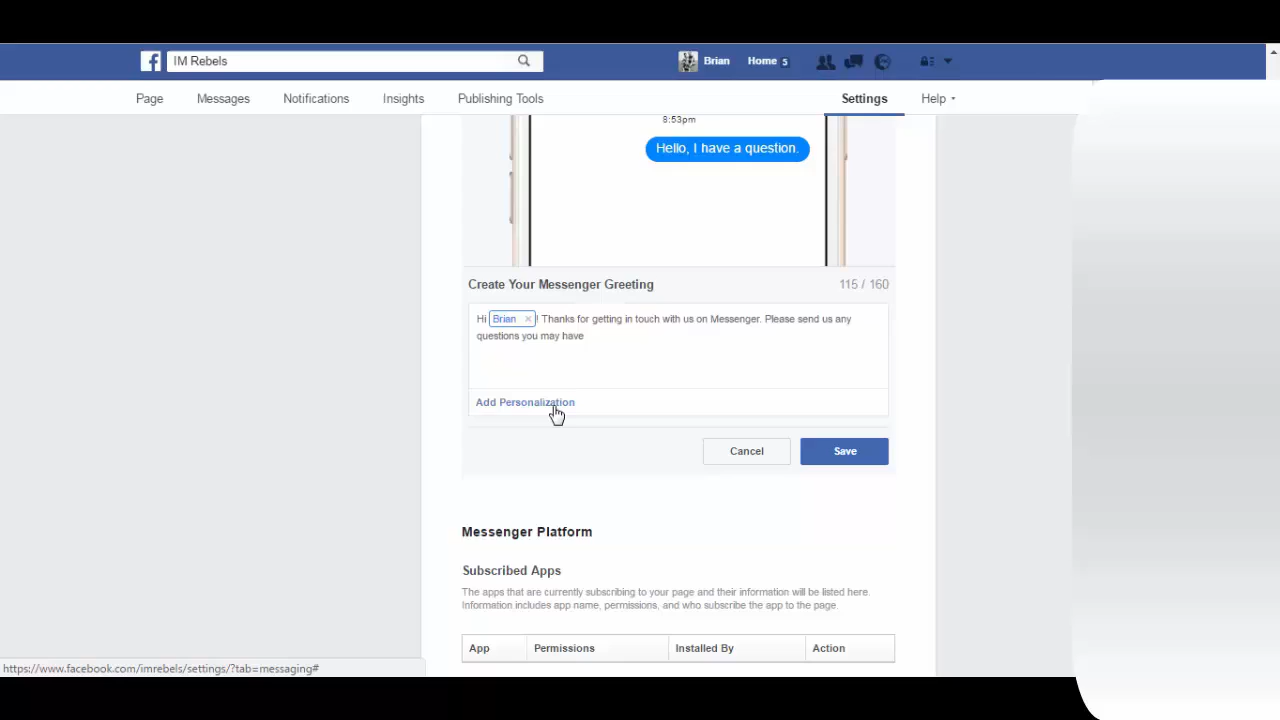 IM Rebels
Brian Home 5
Page Messages Notifications Insights Publishing Tools Settings Help
8:53pm
Hello, I have a question.
Create Your Messenger Greeting 115 / 160
Hi Brian × ! Thanks for getting in touch with us on Messenger. Please send us any
questions you may have
Add Personalization
Cancel Save
Messenger Platform
Subscribed Apps
The apps that are currently subscribing to your page and their information will be listed here.
Information includes app name, permissions, and who subscribe the app to the page.
App Permissions Installed By Action
https://www.facebook.com/imrebels/settings/?tab=messaging#